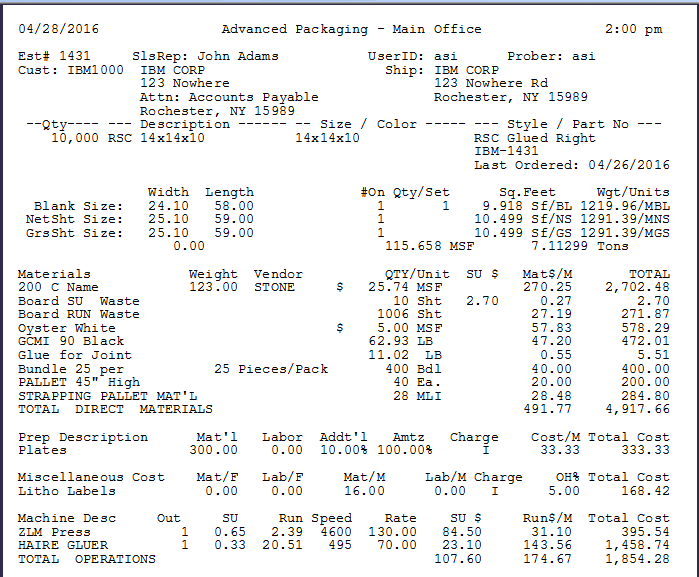 04/28/2016 Advanced Packaging - Main Office 2:00 pm
Est# 1431 SlsRep: John Adams UserID: asi Prober: asi
Cust: IBM1000 IBM CORP Ship: IBM CORP
123 Nowhere 123 Nowhere Rd
Attn: Accounts Payable Rochester, NY 15989
Rochester, NY 15989
--Qty---- --- Description ------ -- Size / Color ----- --- Style / Part No ---
10,000 RSC 14x14x10 14x14x10 RSC Glued Right
IBM-1431
Last Ordered: 04/26/2016
Width Length #On Qty/Set Sq.Feet Wgt/Units
Blank Size: 24.10 58.00 1 1 9.918 Sf/BL 1219.96/MBL
NetSht Size: 25.10 59.00 1 10.499 Sf/NS 1291.39/MNS
GrsSht Size: 25.10 59.00 1 10.499 Sf/GS 1291.39/MGS
0.00 115.658 MSF 7.11299 Tons
Materials Weight Vendor QTY/Unit SU $ Mat$/M TOTAL
200 C Name 123.00 STONE $ 25.74 MSF 270.25 2,702.48
Board SU Waste 10 Sht 2.70 0.27 2.70
Board RUN Waste 1006 Sht 27.19 271.87
Oyster White $ 5.00 MSF 57.83 578.29
GCMI 90 Black 62.93 LB 47.20 472.01
Glue for Joint 11.02 LB 0.55 5.51
Bundle 25 per 25 Pieces/Pack 400 Bdl 40.00 400.00
PALLET 45" High 40 Ea. 20.00 200.00
STRAPPING PALLET MAT'L 28 MLI 28.48 284.80
TOTAL DIRECT MATERIALS 491.77 4,917.66
Prep Description Mat'l Labor Addt'l Amtz Charge Cost/M Total Cost
Plates 300.00 0.00 10.00% 100.00% I 33.33 333.33
Miscellaneous Cost Mat/F Lab/F Mat/M Lab/M Charge OH% Total Cost
Litho Labels 0.00 0.00 16.00 0.00 I 5.00 168.42
Machine Desc Out SU Run Speed Rate SU $ Run$/M Total Cost
ZLM Press 1 0.65 2.39 4600 130.00 84.50 31.10 395.54
HAIRE GLUER 1 0.33 20.51 495 70.00 23.10 143.56 1,458.74
TOTAL OPERATIONS 107.60 174.67 1,854.28